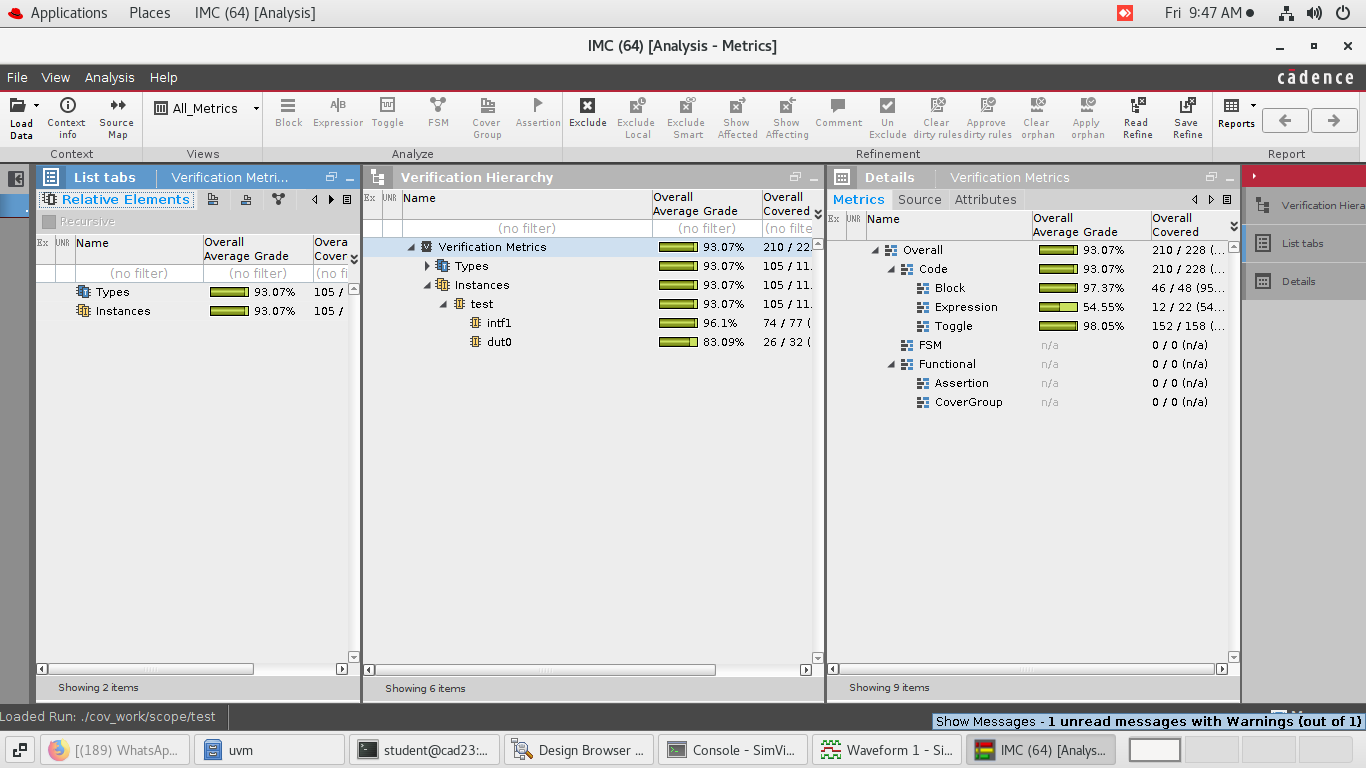 Applications Places IMC (64) [Analysis] Fri 9:47 AM
IMC (64) [Analysis - Metrics]
File View Analysis Help cādence
Load Data Context info Source Map All_Metrics Block Expression Toggle FSM Cover Group Assertion Exclude Exclude Local Exclude Smart Show Affected Show Affecting Comment Un Exclude Clear dirty rules Approve dirty rules Clear orphan Apply orphan Read Refine Save Refine Reports
Context Views Analyze Refinement Report
List tabs Verification Metri...
Relative Elements
Recursive
Ex UNR Name Overall Average Grade Overa Cover
(no filter) (no filter) (no fi
Types 93.07% 105 /
Instances 93.07% 105 /
Showing 2 items
Verification Hierarchy
Ex UNR Name Overall Average Grade Overall Covered
(no filter) (no filter) (no filte
Verification Metrics 93.07% 210 / 22.
Types 93.07% 105 / 11.
Instances 93.07% 105 / 11.
test 93.07% 105 / 11.
intf1 96.1% 74 / 77 (
dut0 83.09% 26 / 32 (
Showing 6 items
Details Verification Metrics
Metrics Source Attributes
Ex UNR Name Overall Average Grade Overall Covered
Overall 93.07% 210 / 228 (...
Code 93.07% 210 / 228 (...
Block 97.37% 46 / 48 (95...
Expression 54.55% 12 / 22 (54...
Toggle 98.05% 152 / 158 (...
FSM n/a 0 / 0 (n/a)
Functional n/a 0 / 0 (n/a)
Assertion n/a 0 / 0 (n/a)
CoverGroup n/a 0 / 0 (n/a)
Showing 9 items
Verification Hiera
List tabs
Details
Loaded Run: ./cov_work/scope/test
Show Messages - 1 unread messages with Warnings (out of 1)
[(189) WhatsAp... uvm student@cad23:... Design Browser ... Console - SimVi... Waveform 1 - Si... IMC (64) [Analys...